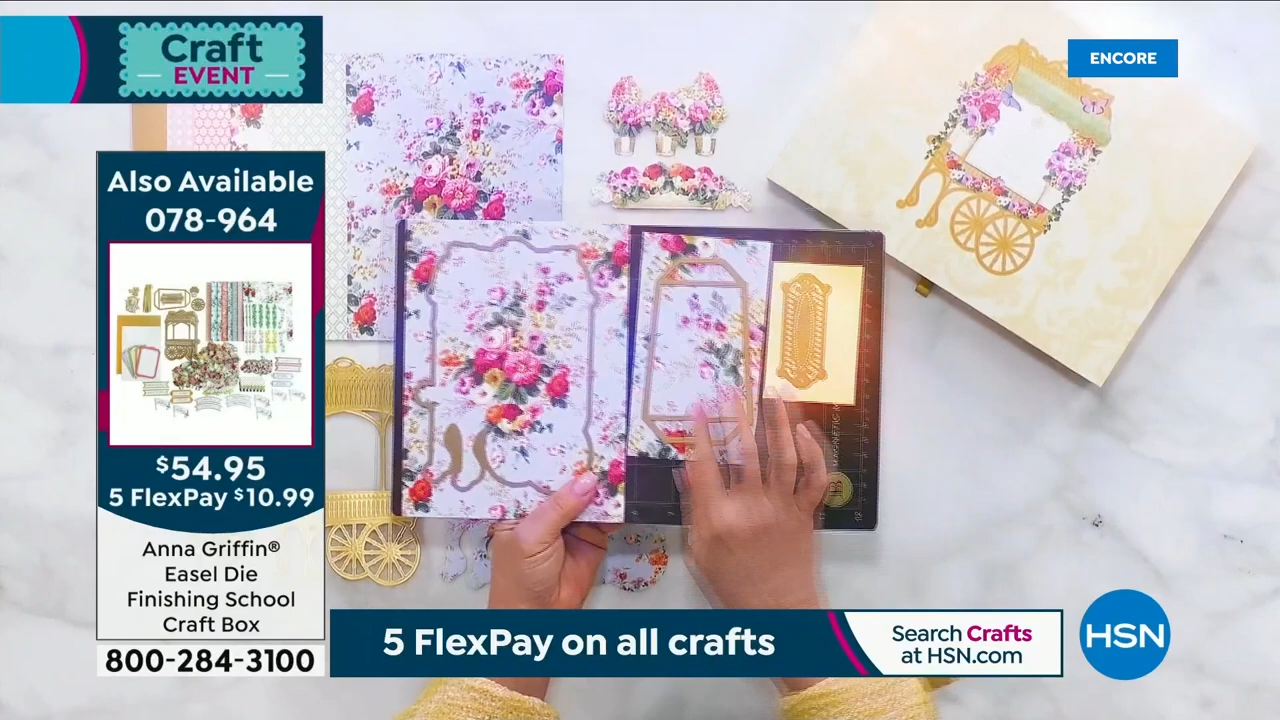 Craft
EVENT
ENCORE
Also Available
078-964
$54.95
5 FlexPay $10.99
Anna Griffin®
Easel Die
Finishing School
Craft Box
800-284-3100
5 FlexPay on all crafts
Search Crafts
at HSN.com
HSN